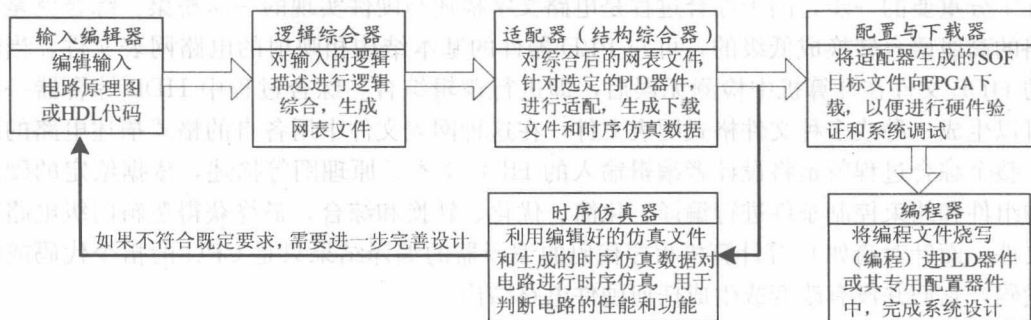 输入编辑器
编辑输入
电路原理图
或HDL代码
逻辑综合器
对输入的逻辑
描述进行逻辑
综合，生成
网表文件
适配器（结构综合器）
对综合后的网表文件，
针对选定的PLD器件，
进行适配，生成下载
文件和时序仿真数据
配置与下载器
将适配器生成的SOF
目标文件向FPGA下
载，以便进行硬件验
证和系统调试
如果不符合既定要求，需要进一步完善设计
时序仿真器
利用编辑好的仿真文件
和生成的时序仿真数据对
电路进行时序仿真，用于
判断电路的性能和功能
编程器
将编程文件烧写
（编程）进PLD器件
或其专用配置器件
中，完成系统设计